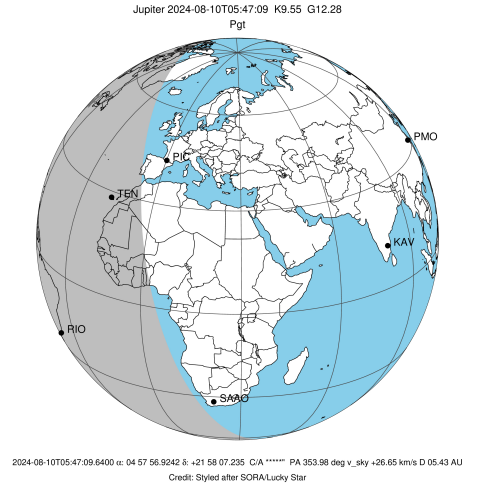 Jupiter 2024-08-10T05:47:09 K9.55 G12.28
Pgt
PMO
PIC
TEN
KAV
RIO
SAAO
2024-08-10T05:47:09.6400 α: 04 57 56.9242 δ: +21 58 07.235 C/A *****" PA 353.98 deg v_sky +26.65 km/s D 05.43 AU
Credit: Styled after SORA/Lucky Star